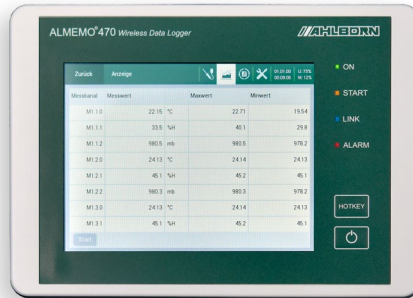 ALMEMO®470 Wireless Data Logger
AHLBORN
Zurück Anzeige 01.01.00 00:09:06 U: 75% M: 12%
Messkanal Messwert Maxwert Minwert
M1.1.0 22.15 °C 22.71 19.54
M1.1.1 33.5 %H 40.1 29.8
M1.1.2 980.5 mb 980.5 978.2
M1.2.0 24.13 °C 24.14 24.13
M1.2.1 45.1 %H 45.2 45.1
M1.2.2 980.3 mb 980.3 978.2
M1.3.0 24.13 °C 24.14 24.13
M1.3.1 45.1 %H 45.2 45.1
Start
ON
START
LINK
ALARM
HOTKEY